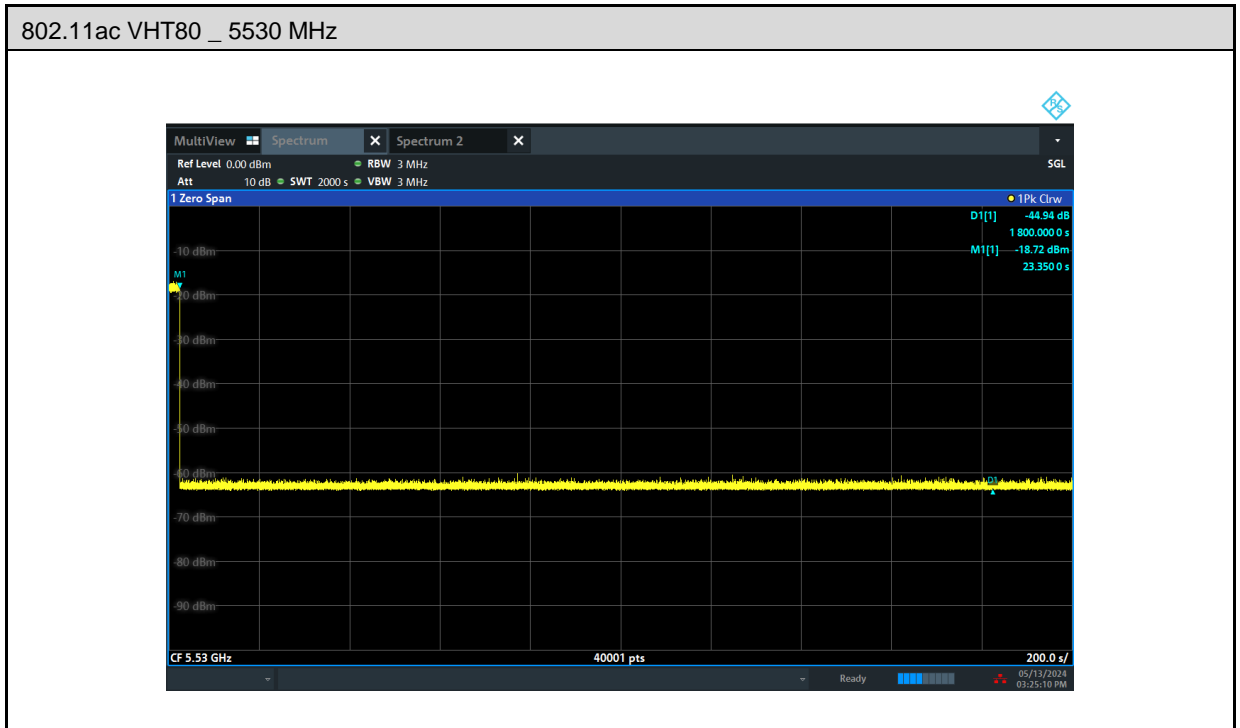 802.11ac VHT80 _ 5530 MHz
R&S
MultiView Spectrum X Spectrum 2 X
Ref Level 0.00 dBm RBW 3 MHz SGL
Att 10 dB SWT 2000 s VBW 3 MHz
1 Zero Span 1Pk Clrw
D1[1] -44.94 dB
1 800.000 0 s
-10 dBm M1[1] -18.72 dBm
23.350 0 s
M1
-20 dBm
-30 dBm
-40 dBm
-50 dBm
-60 dBm
D1
-70 dBm
-80 dBm
-90 dBm
CF 5.53 GHz 40001 pts 200.0 s/
Ready 05/13/2024
03:25:10 PM